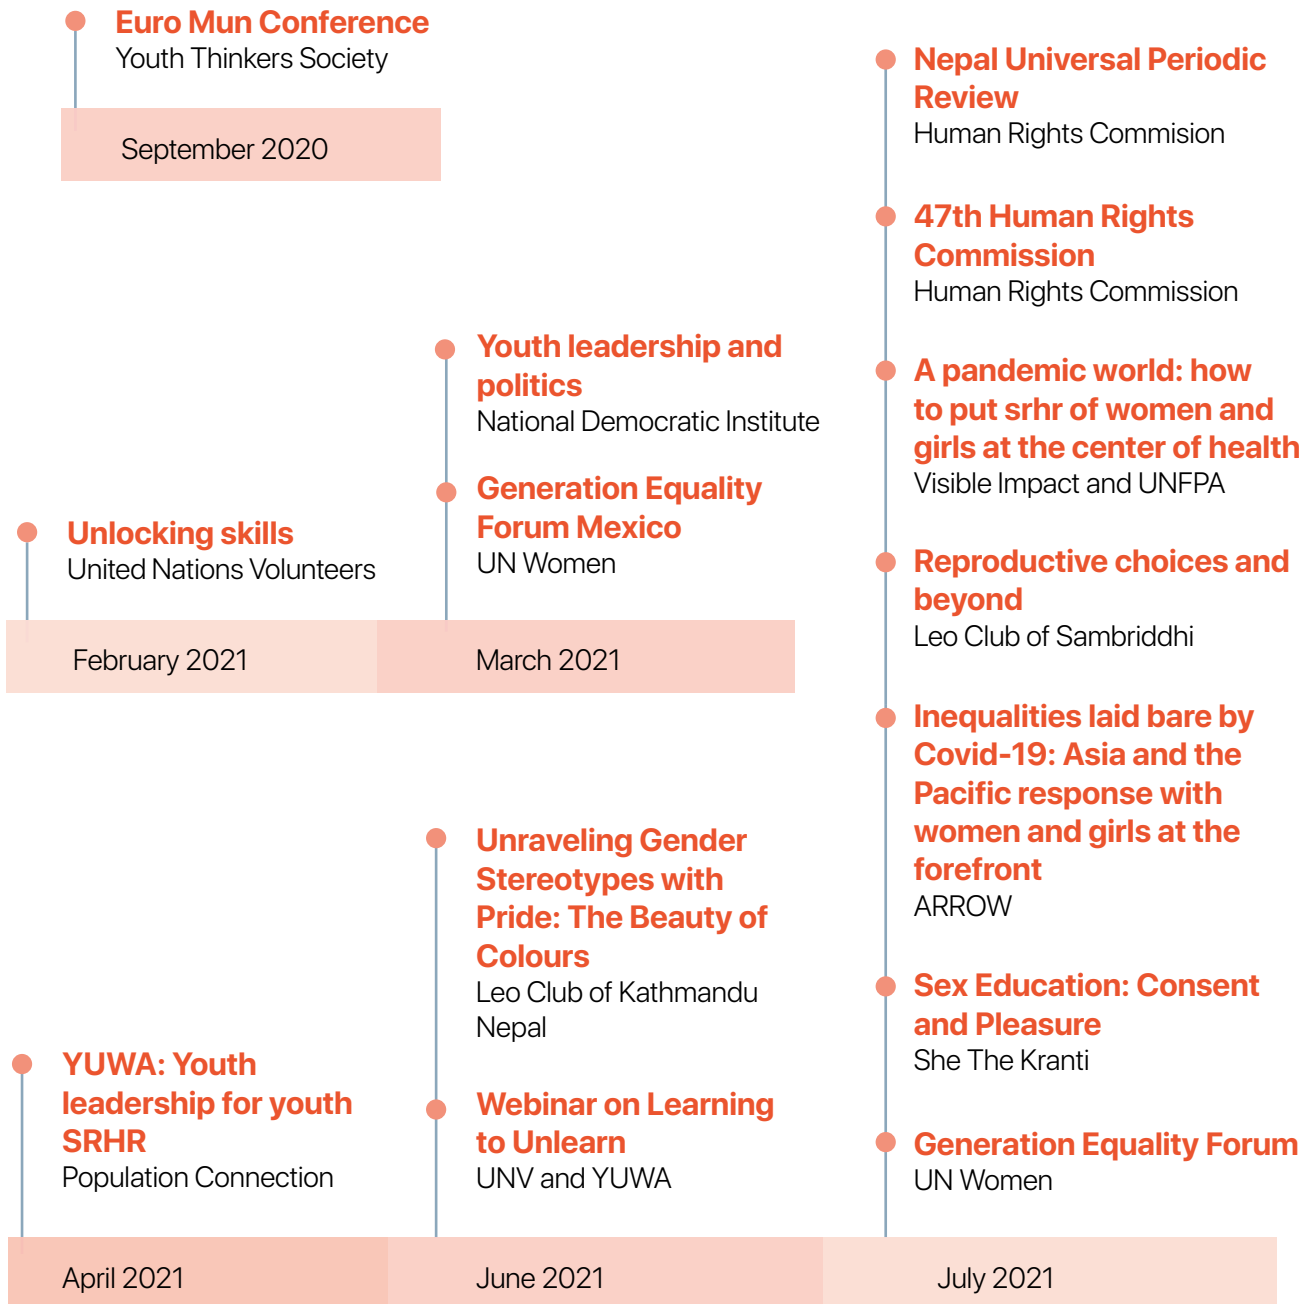 Euro Mun Conference
Youth Thinkers Society
September 2020
Unlocking skills
United Nations Volunteers
February 2021
Youth leadership and
politics
National Democratic Institute
Generation Equality
Forum Mexico
UN Women
March 2021
YUWA: Youth
leadership for youth
SRHR
Population Connection
April 2021
Unraveling Gender
Stereotypes with
Pride: The Beauty of
Colours
Leo Club of Kathmandu
Nepal
Webinar on Learning
to Unlearn
UNV and YUWA
June 2021
Nepal Universal Periodic
Review
Human Rights Commision
47th Human Rights
Commission
Human Rights Commission
A pandemic world: how
to put srhr of women and
girls at the center of health
Visible Impact and UNFPA
Reproductive choices and
beyond
Leo Club of Sambriddhi
Inequalities laid bare by
Covid-19: Asia and the
Pacific response with
women and girls at the
forefront
ARROW
Sex Education: Consent
and Pleasure
She The Kranti
Generation Equality Forum
UN Women
July 2021